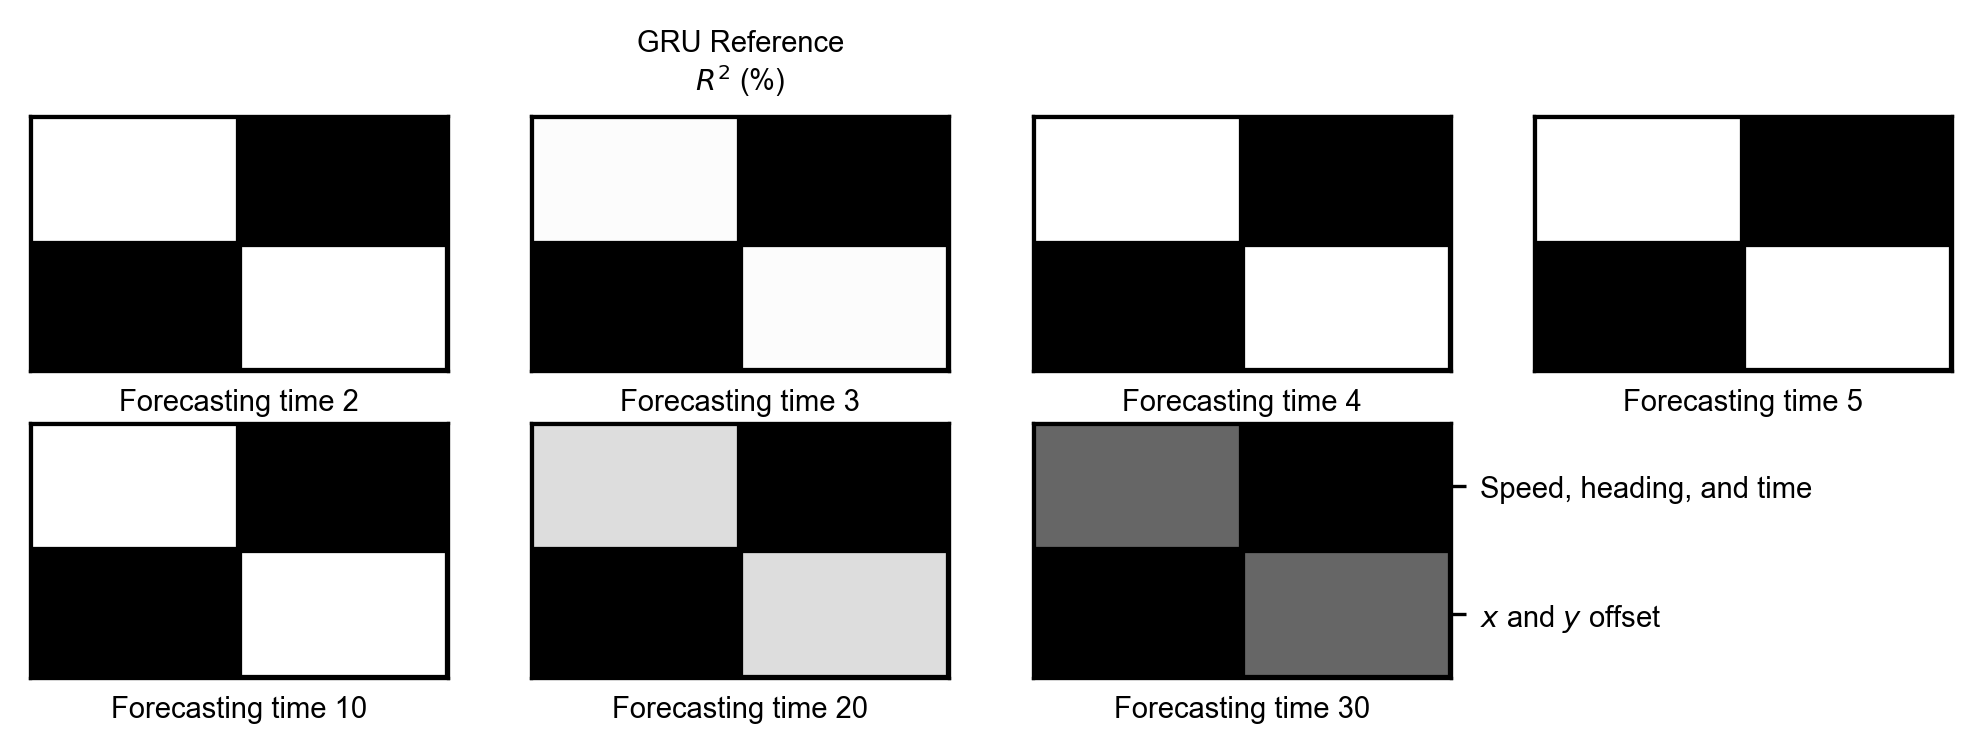 GRU Reference
R² (%)
Forecasting time 2
Forecasting time 3
Forecasting time 4
Forecasting time 5
Speed, heading, and time
x and y offset
Forecasting time 10
Forecasting time 20
Forecasting time 30